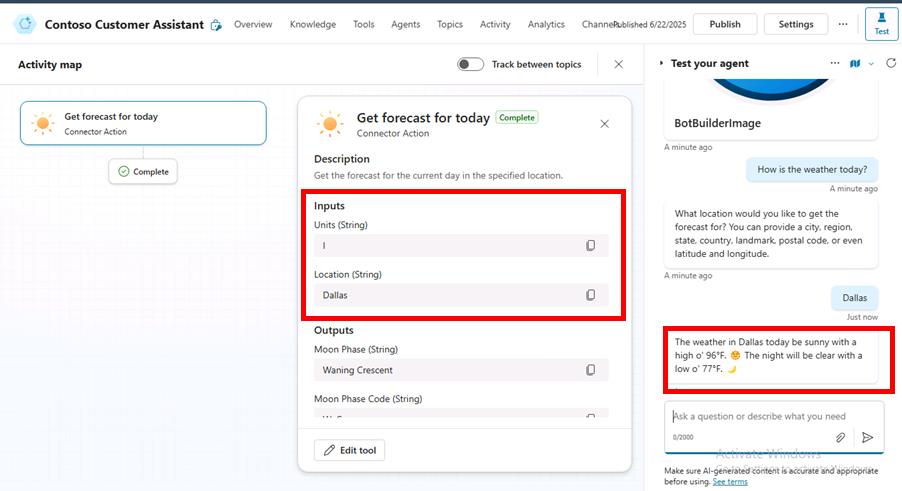 Contoso Customer Assistant
Overview
Knowledge
Tools
Agents
Topics
Activity
Analytics
Published 6/22/2025
Publish
Settings
Test
Activity map
Track between topics
Get forecast for today
Connector Action
Complete
Get forecast for today
Complete
Connector Action
Description
Get the forecast for the current day in the specified location.
Inputs
Units (String)
I
Location (String)
Dallas
Outputs
Moon Phase (String)
Waning Crescent
Moon Phase Code (String)
Edit tool
Test your agent
BotBuilderImage
A minute ago
How is the weather today?
A minute ago
What location would you like to get the
forecast for? You can provide a city, region,
state, country, landmark, postal code, or even
latitude and longitude.
A minute ago
Dallas
Just now
The weather in Dallas today be sunny with a
high o' 96°F. The night will be clear with a
low o' 77°F.
Ask a question or describe what you need
0/2000
Activate Windows
Go to Settings to activate Windows.
Make sure AI-generated content is accurate and appropriate
before using. See terms